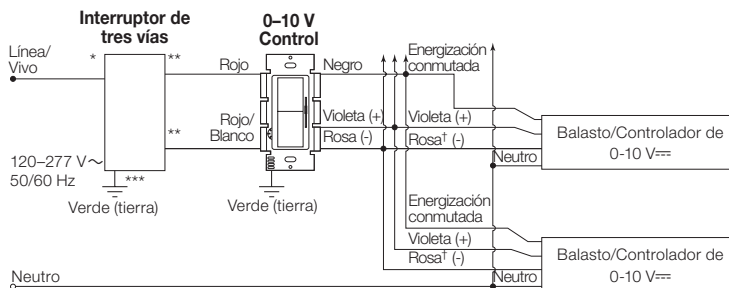 Interruptor de
tres vías
0–10 V
Control
Línea/
Vivo
*
**
Rojo
Negro
Energización
conmutada
**
Rojo/
Blanco
Violeta (+)
Violeta (+)
Rosa (-)
Rosa† (-)
Neutro
Balasto/Controlador de
0-10 V⎓
120–277 V~
50/60 Hz
***
Verde (tierra)
Verde (tierra)
Energización
conmutada
Violeta (+)
Rosa† (-)
Neutro
Balasto/Controlador de
0-10 V⎓
Neutro